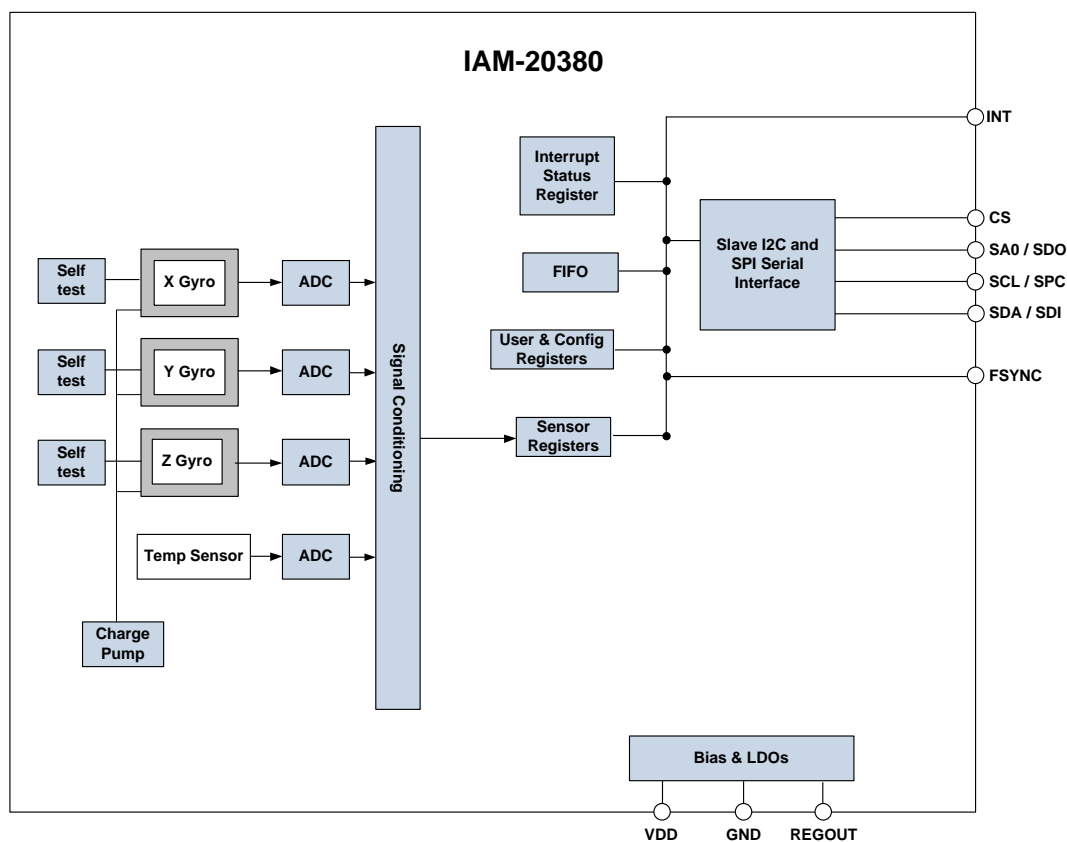 IAM-20380
INT
Interrupt
Status
Register
CS
Slave I2C and
SPI Serial
Interface
SA0 / SDO
FIFO
SCL / SPC
SDA / SDI
Self
test
X Gyro
ADC
User & Config
Registers
FSYNC
Self
test
Y Gyro
ADC
Signal Conditioning
Sensor
Registers
Self
test
Z Gyro
ADC
Temp Sensor
ADC
Charge
Pump
Bias & LDOs
VDD
GND
REGOUT